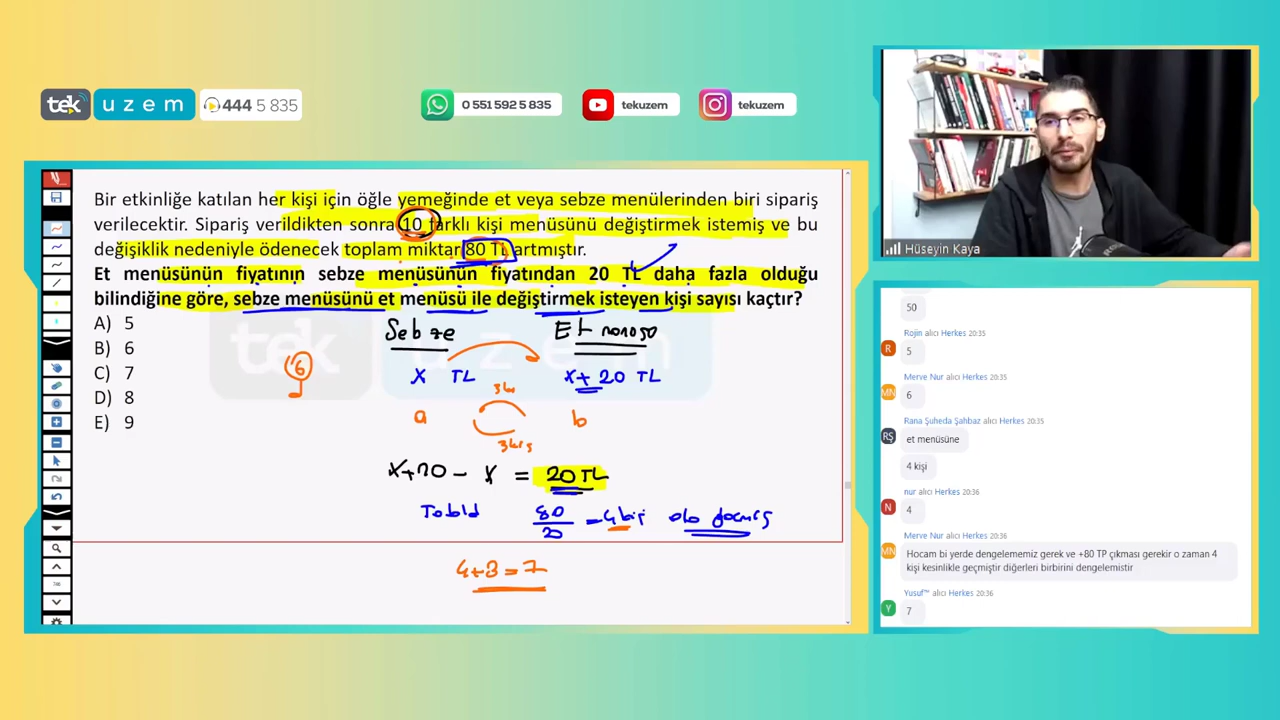 tek uzem 444 5 835
0 551 592 5 835
tekuzem
tekuzem
Bir etkinliğe katılan her kişi için öğle yemeğinde et veya sebze menülerinden biri sipariş
verilecektir. Sipariş verildikten sonra 10 farklı kişi menüsünü değiştirmek istemiş ve bu
değişiklik nedeniyle ödenecek toplam miktar 80 TL artmıştır.
Et menüsünün fiyatının sebze menüsünün fiyatından 20 TL daha fazla olduğu
bilindiğine göre, sebze menüsünü et menüsü ile değiştirmek isteyen kişi sayısı kaçtır?
A) 5
B) 6
C) 7
D) 8
E) 9
tek uzem
Sebze
Et
6
X TL
x+20 TL
a
b
x+20 - x = 20 TL
80
20
4+3=7
Hüseyin Kaya
50
Rojin alıcı Herkes 20:35
R
5
Merve Nur alıcı Herkes 20:35
MN
6
Rana Şuheda Şahbaz alıcı Herkes 20:35
RŞ
et menüsüne
4 kişi
nur alıcı Herkes 20:36
N
4
Merve Nur alıcı Herkes 20:36
MN
Hocam bi yerde dengelememiz gerek ve +80 TP çıkması gerekir o zaman 4
kişi kesinlikle geçmiştir diğerleri birbirini dengelemistir
Yusuf™ alıcı Herkes 20:36
Y
7